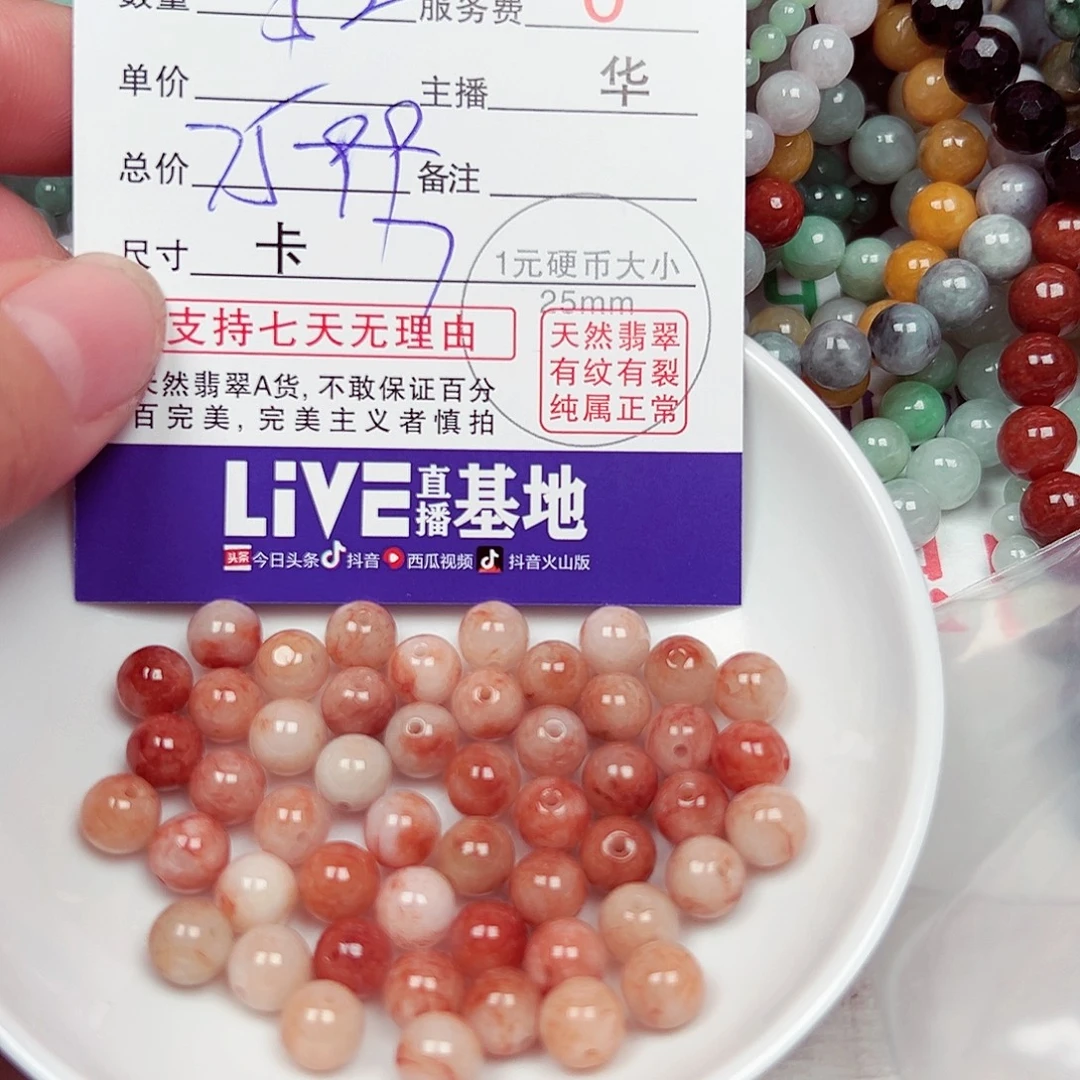 数量 服务费 0
单价 主播 华
总价 备注
尺寸 卡
1元硬币大小
25mm
支持七天无理由
天然翡翠A货, 不敢保证百分
百完美, 完美主义者慎拍
天然翡翠
有纹有裂
纯属正常
LiVE直播基地
头条 今日头条 抖音 西瓜视频 抖音火山版